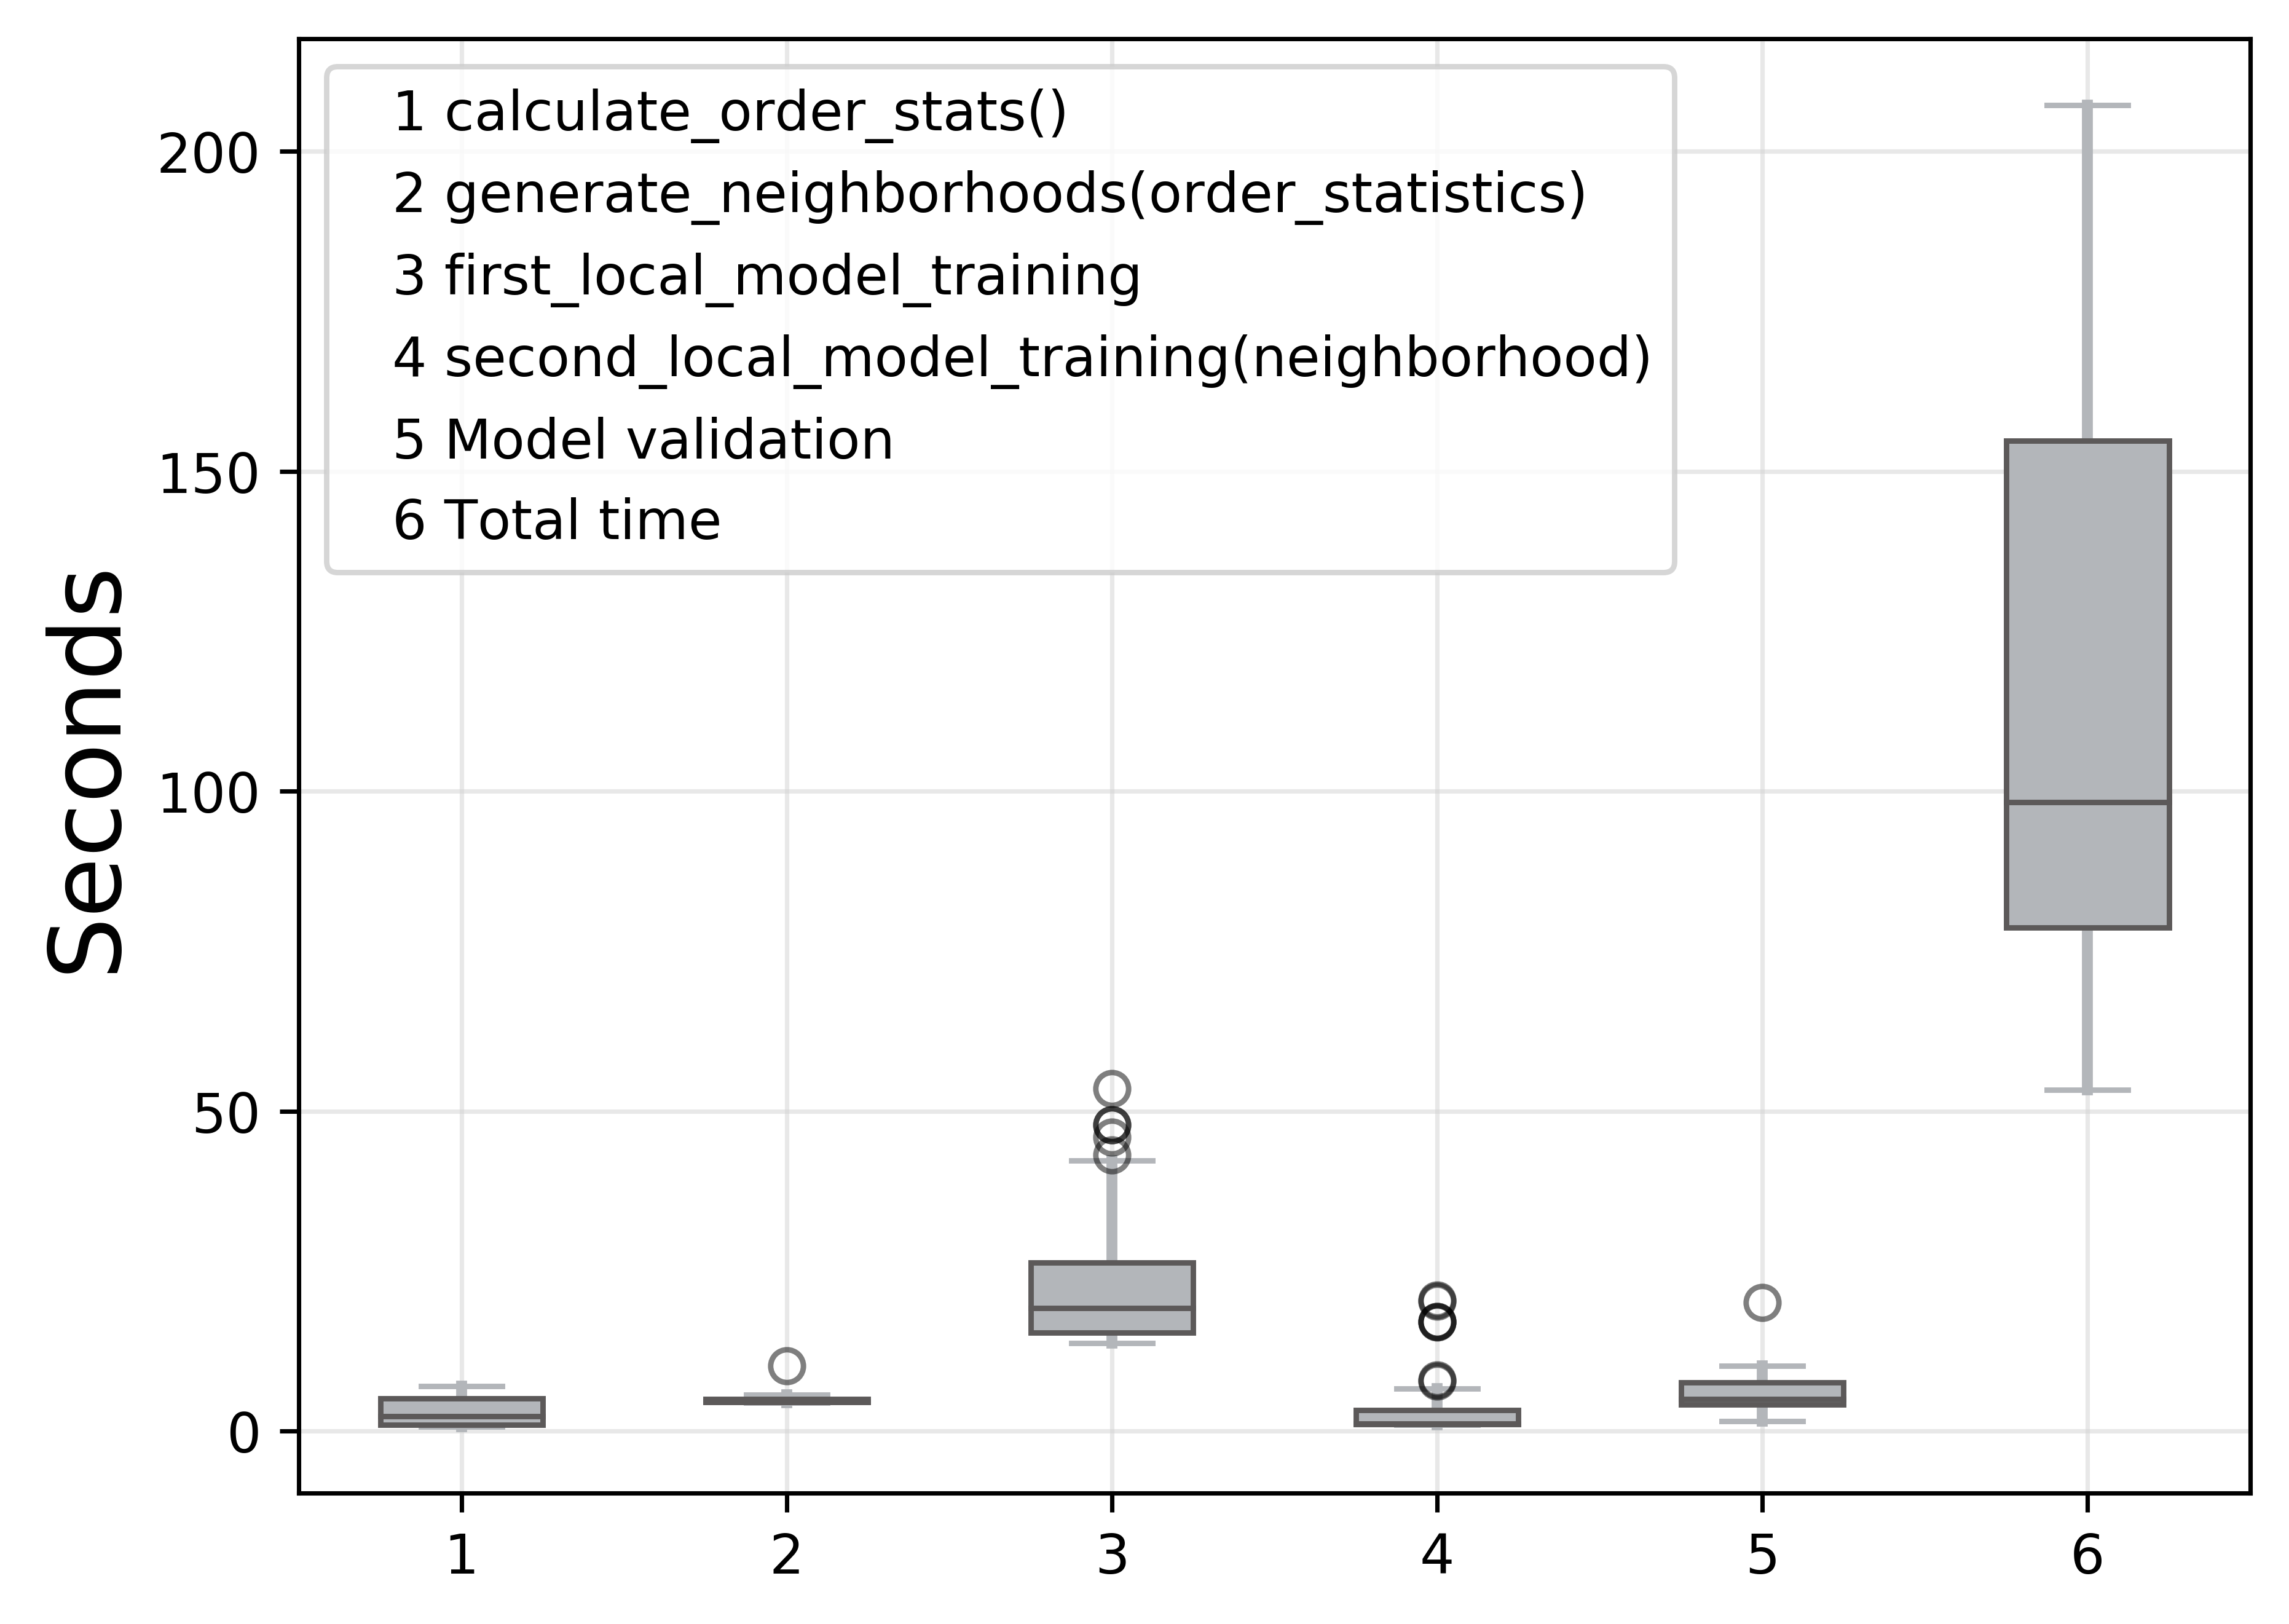 1 calculate_order_stats()
2 generate_neighborhoods(order_statistics)
3 first_local_model_training
4 second_local_model_training(neighborhood)
5 Model validation
6 Total time
Seconds
200
150
100
50
0
1 2 3 4 5 6